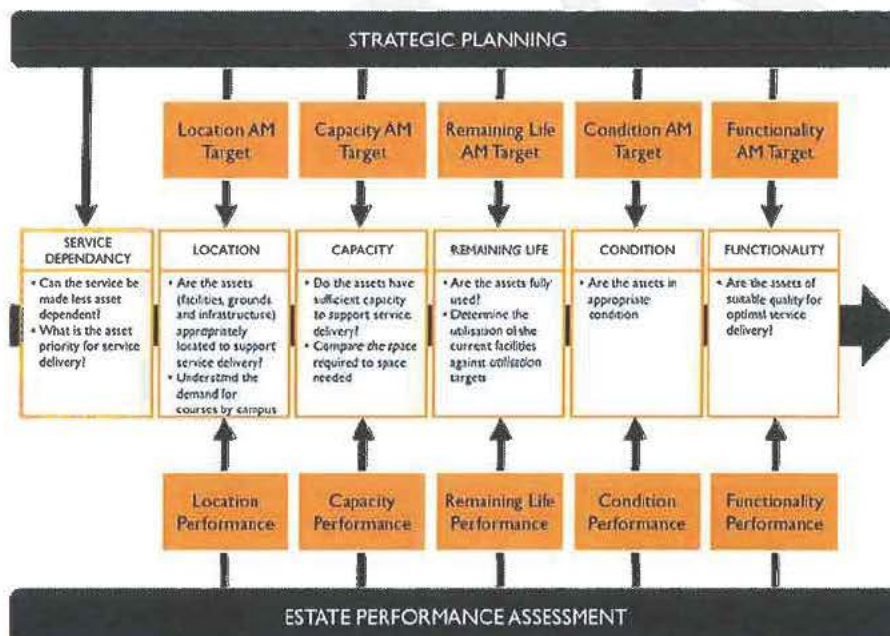 STRATEGIC PLANNING
Location AM
Target
Capacity AM
Target
Remaining Life
AM Target
Condition AM
Target
Functionality
AM Target
SERVICE
DEPENDANCY
• Can the service be
made less asset
dependent?
• What is the asset
priority for service
delivery?
LOCATION
• Are the assets
(facilities, grounds
and infrastructure)
appropriately
located to support
service delivery?
• Understand the
demand for
courses by campus
CAPACITY
• Do the assets have
sufficient capacity
to support service
delivery?
• Compare the space
required to space
needed
REMAINING LIFE
• Are the assets fully
used?
• Determine the
utilisation of the
current facilities
against utilisation
targets
CONDITION
• Are the assets in
appropriate
condition
FUNCTIONALITY
• Are the assets of
suitable quality for
optimal service
delivery?
Location
Performance
Capacity
Performance
Remaining Life
Performance
Condition
Performance
Functionality
Performance
ESTATE PERFORMANCE ASSESSMENT